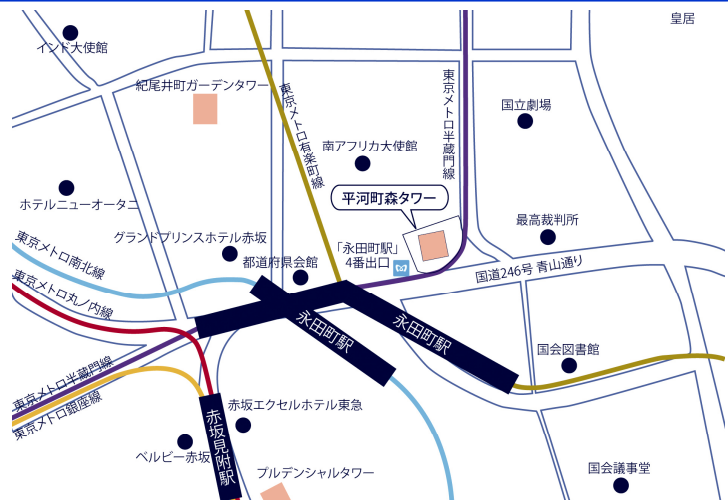 皇居
インド大使館
紀尾井町ガーデンタワー
東京メトロ有楽町線
東京メトロ半蔵門線
国立劇場
南アフリカ大使館
平河町森タワー
ホテルニューオータニ
最高裁判所
グランドプリンスホテル赤坂
「永田町駅」
4番出口
都道府県会館
東京メトロ南北線
国道246号 青山通り
東京メトロ丸ノ内線
永田町駅
永田町駅
国会図書館
東京メトロ半蔵門線
東京メトロ銀座線
赤坂エクセルホテル東急
赤坂見附駅
ベルビー赤坂
プルデンシャルタワー
国会議事堂